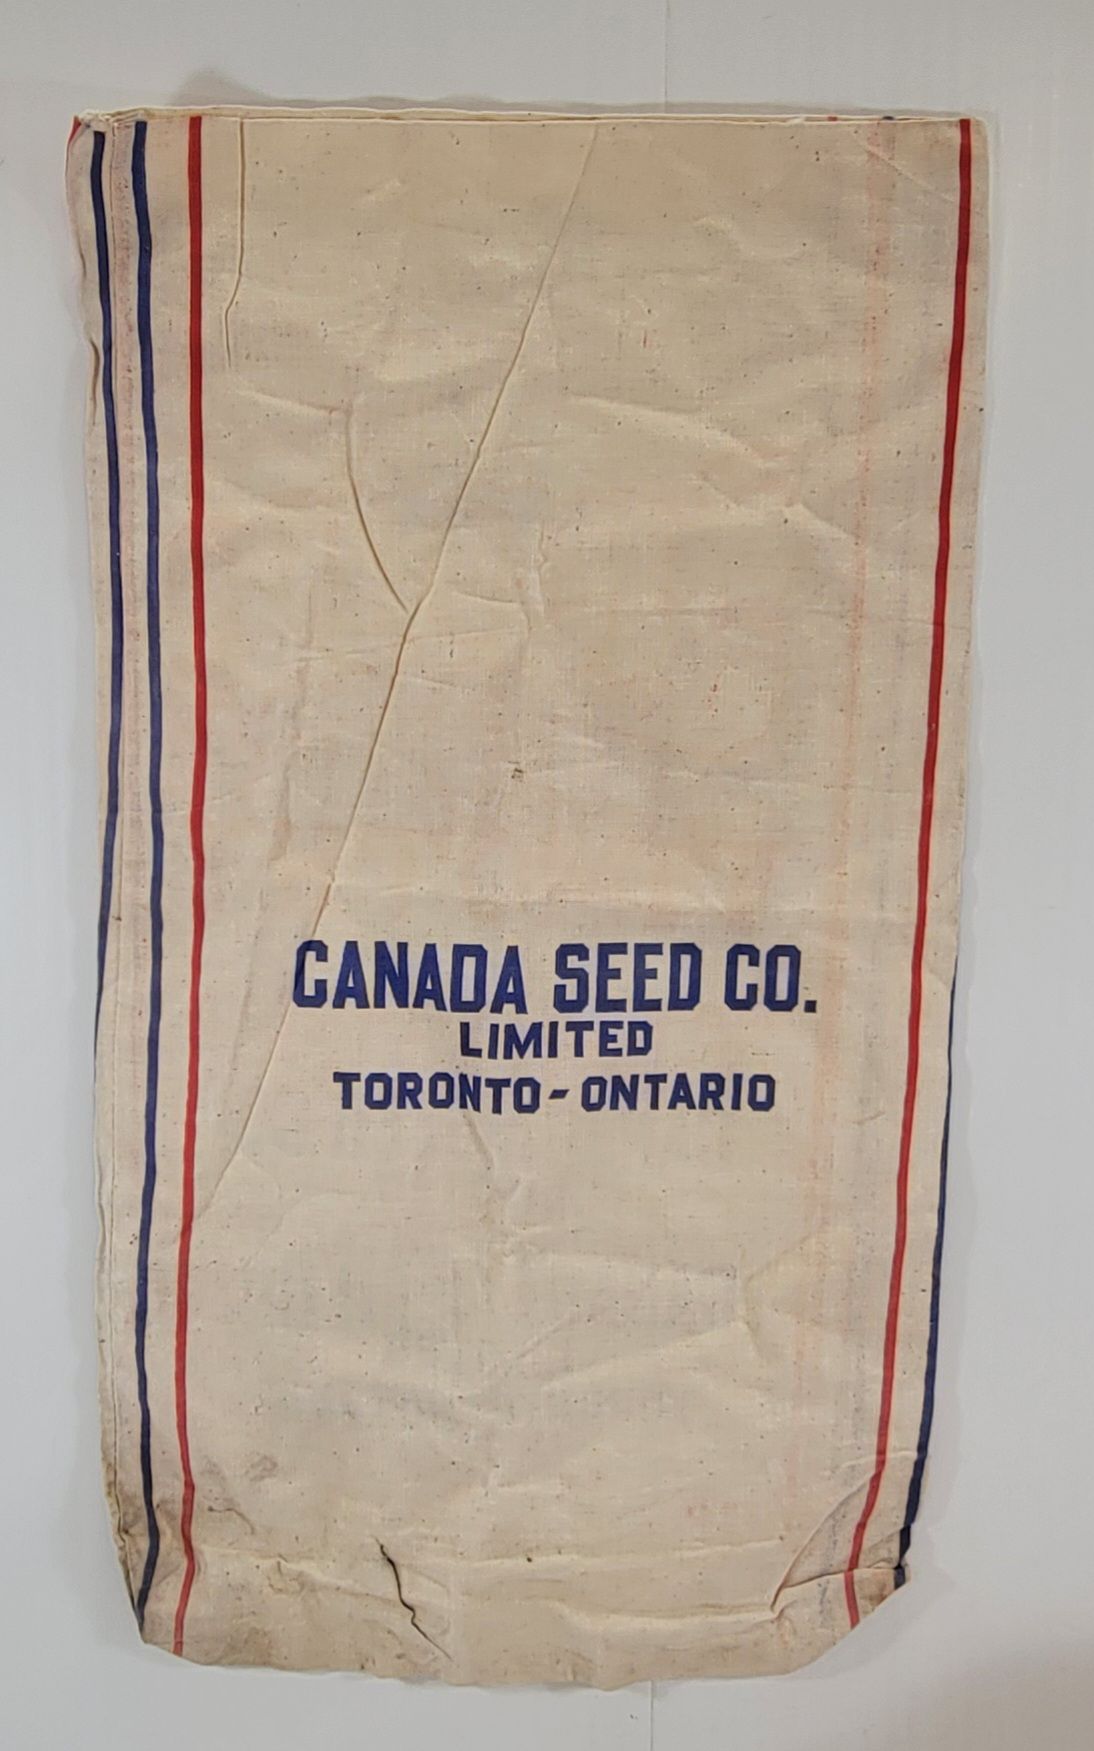 CANADA SEED CO.
LIMITED
TORONTO - ONTARIO